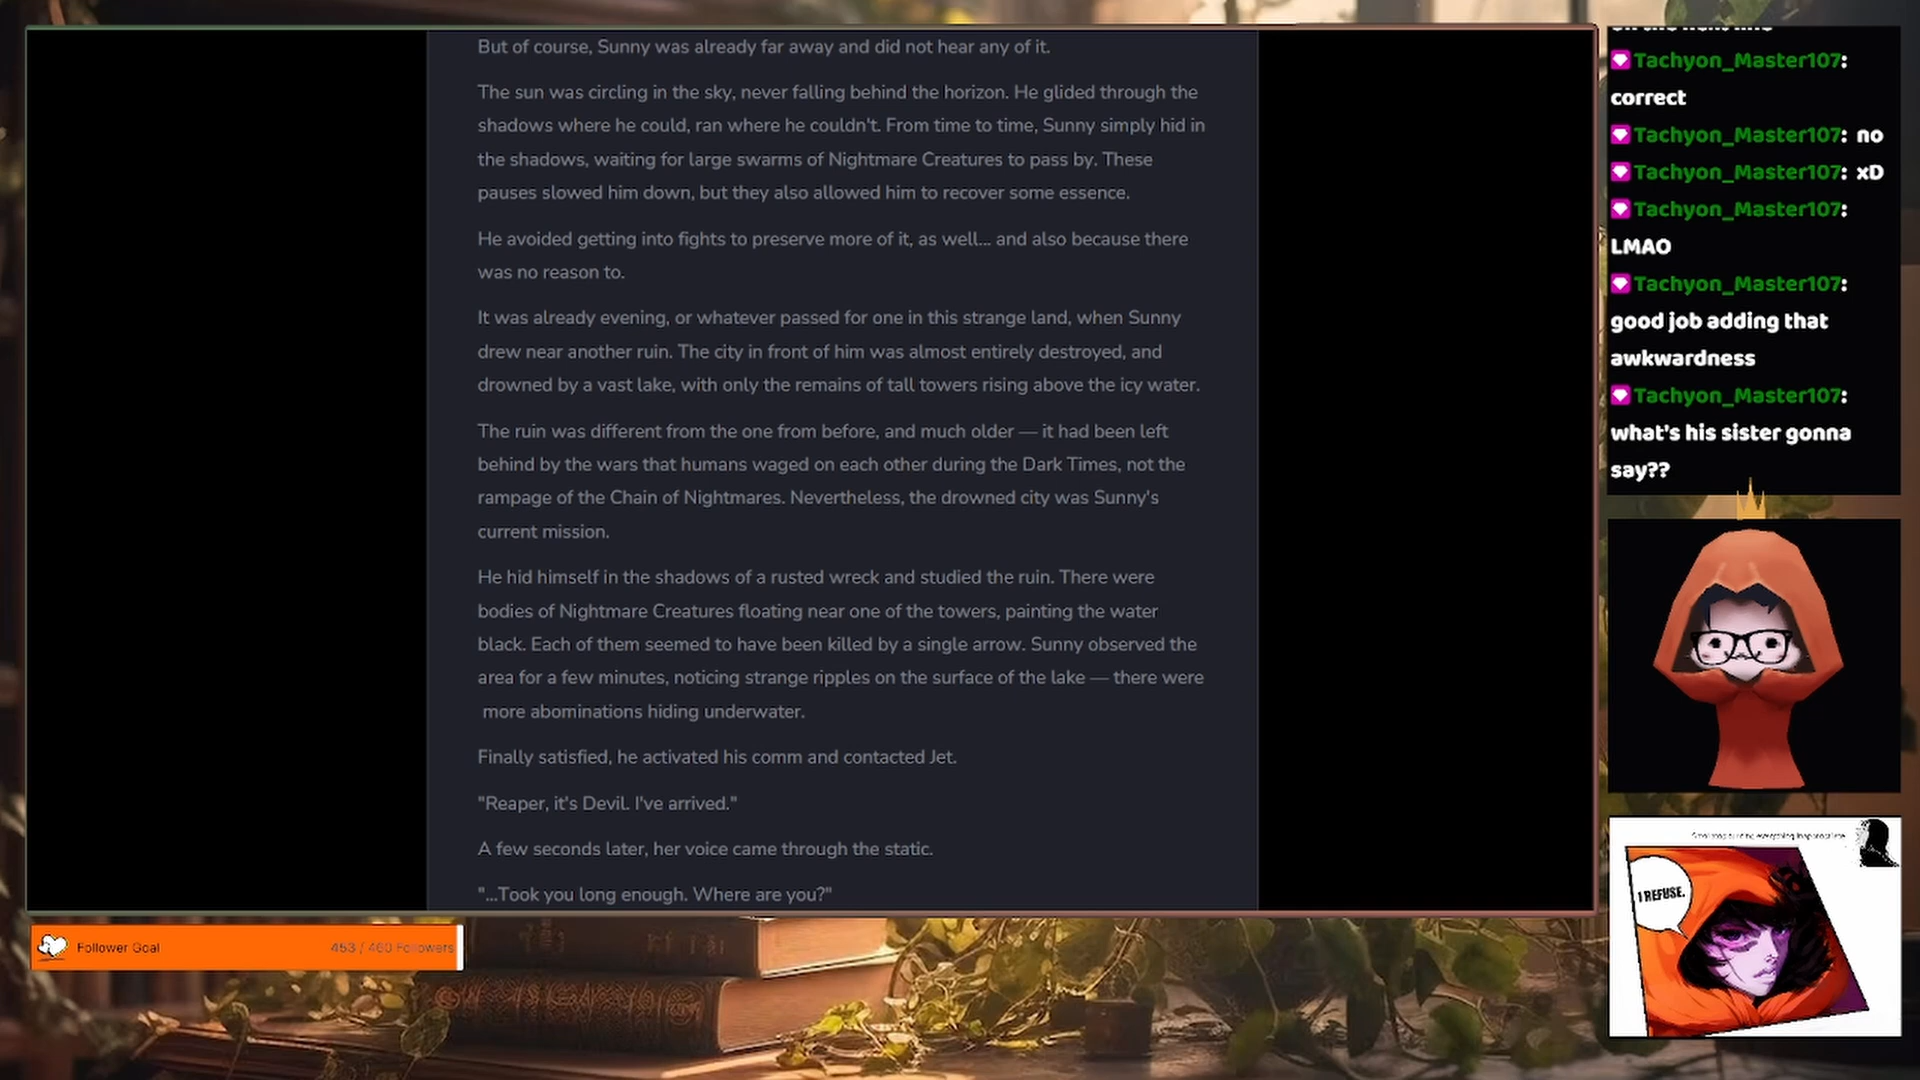 But of course, Sunny was already far away and did not hear any of it.
The sun was circling in the sky, never falling behind the horizon. He glided through the
shadows where he could, ran where he couldn't. From time to time, Sunny simply hid in
the shadows, waiting for large swarms of Nightmare Creatures to pass by. These
pauses slowed him down, but they also allowed him to recover some essence.
He avoided getting into fights to preserve more of it, as well... and also because there
was no reason to.
It was already evening, or whatever passed for one in this strange land, when Sunny
drew near another ruin. The city in front of him was almost entirely destroyed, and
drowned by a vast lake, with only the remains of tall towers rising above the icy water.
The ruin was different from the one from before, and much older — it had been left
behind by the wars that humans waged on each other during the Dark Times, not the
rampage of the Chain of Nightmares. Nevertheless, the drowned city was Sunny's
current mission.
He hid himself in the shadows of a rusted wreck and studied the ruin. There were
bodies of Nightmare Creatures floating near one of the towers, painting the water
black. Each of them seemed to have been killed by a single arrow. Sunny observed the
area for a few minutes, noticing strange ripples on the surface of the lake — there were
more abominations hiding underwater.
Finally satisfied, he activated his comm and contacted Jet.
"Reaper, it's Devil. I've arrived."
A few seconds later, her voice came through the static.
"...Took you long enough. Where are you?"
Tachyon_Master107:
correct
Tachyon_Master107: no
Tachyon_Master107: xD
Tachyon_Master107:
LMAO
Tachyon_Master107:
good job adding that
awkwardness
Tachyon_Master107:
what's his sister gonna
say??
I REFUSE.
Follower Goal
453 / 460 Followers